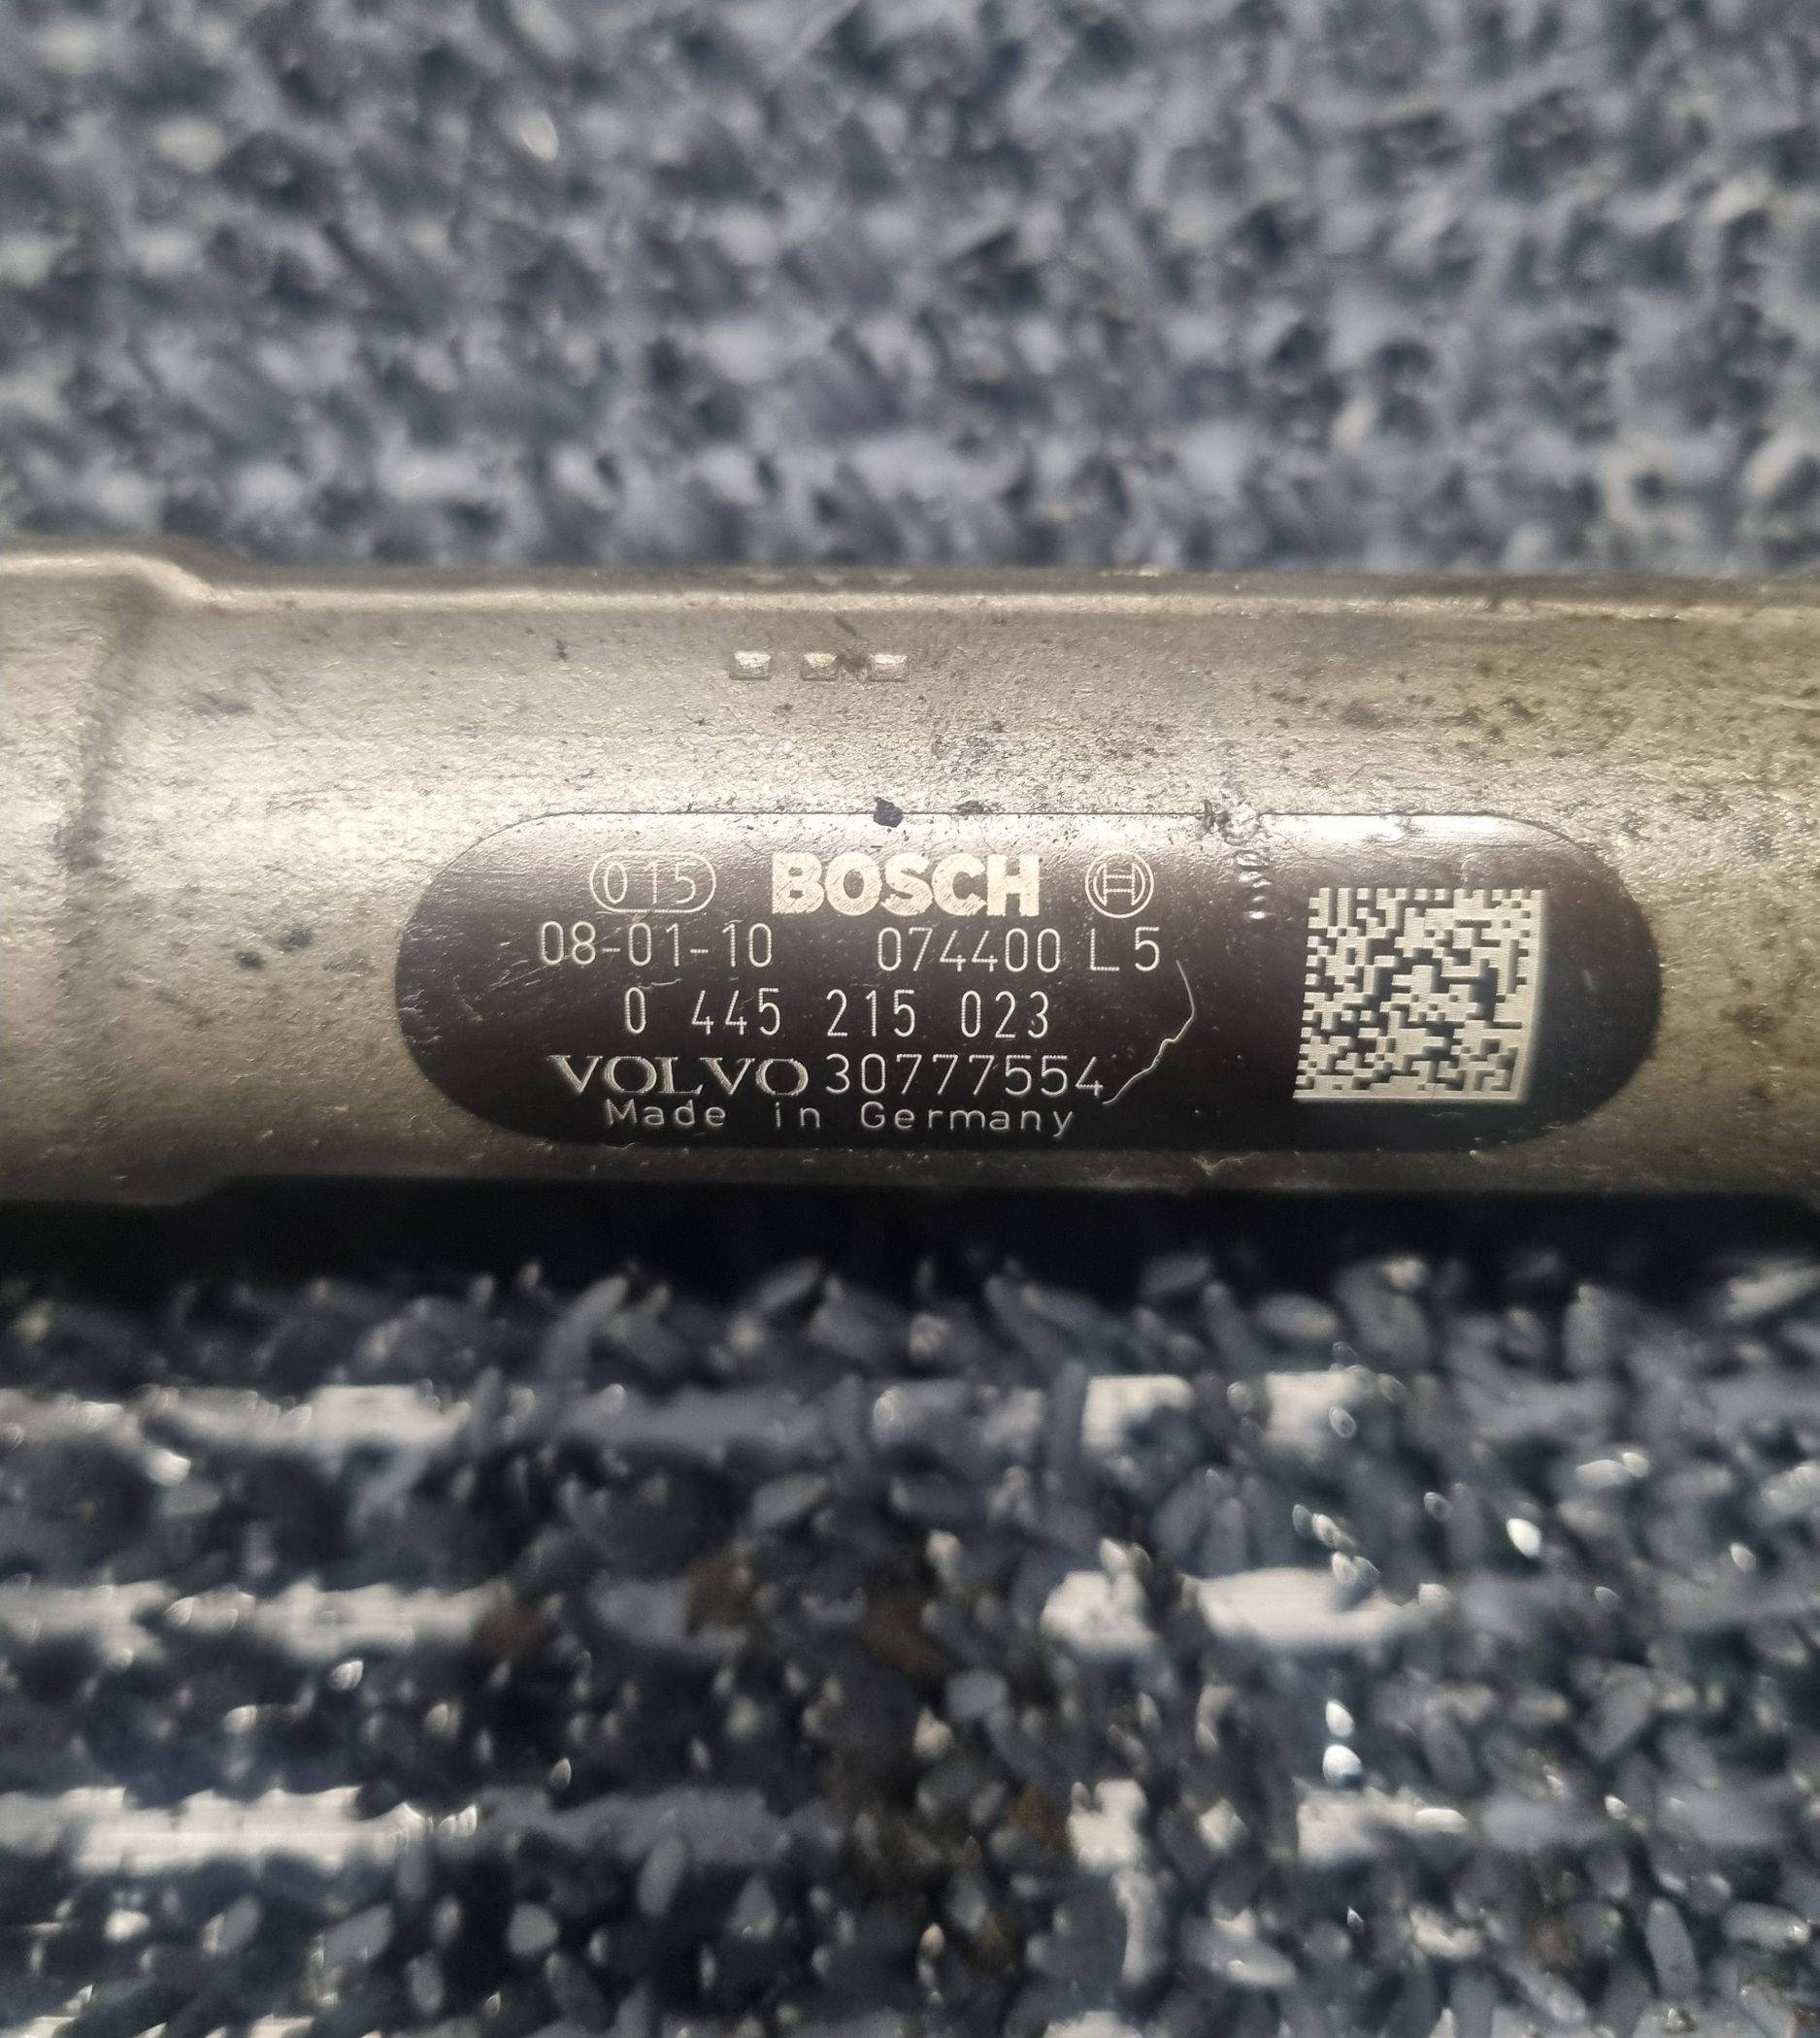 015 BOSCH
08-01-10 074400 L5
0 445 215 023
VOLVO 30777554
Made in Germany